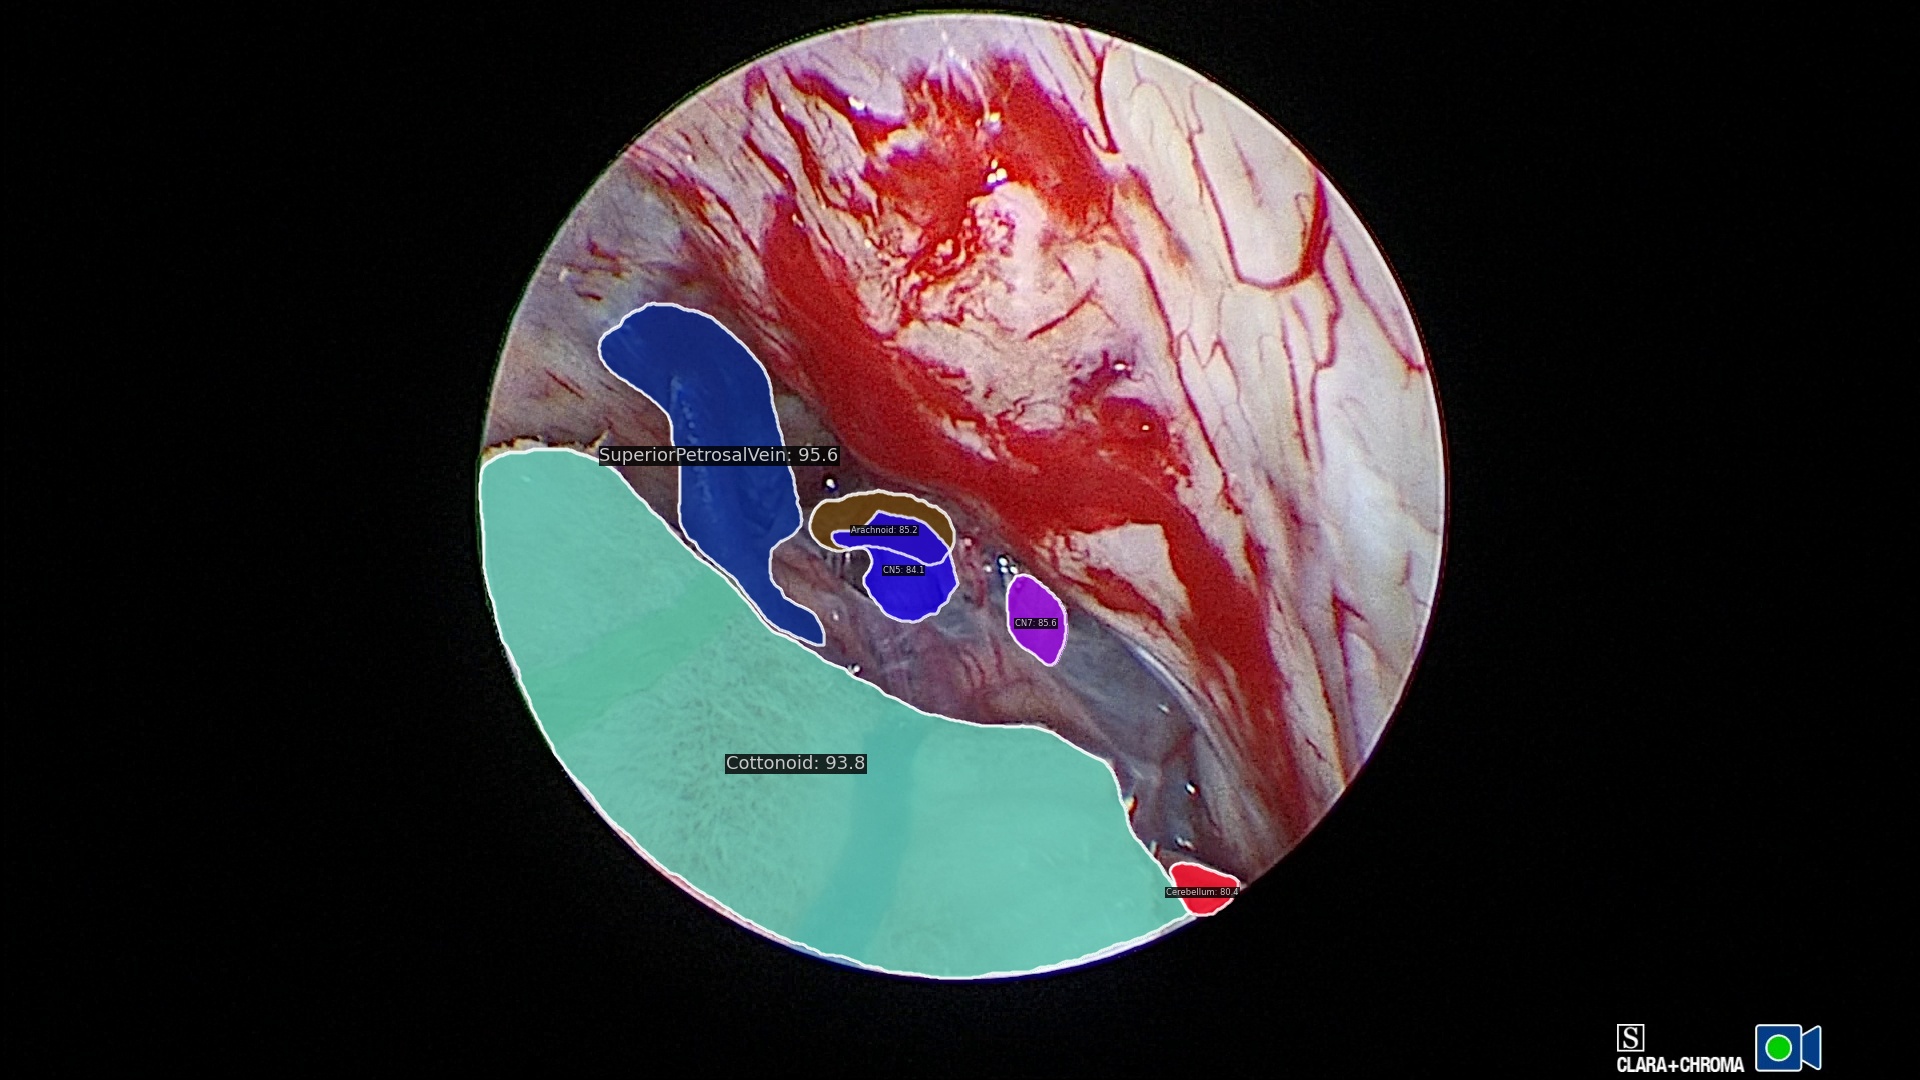 SuperiorPetrosalVein: 95.6
Arachnoid: 85.2
CN5: 84.1
CN7: 85.6
Cottonoid: 93.8
Cerebellum: 80.4
S
CLARA+CHROMA